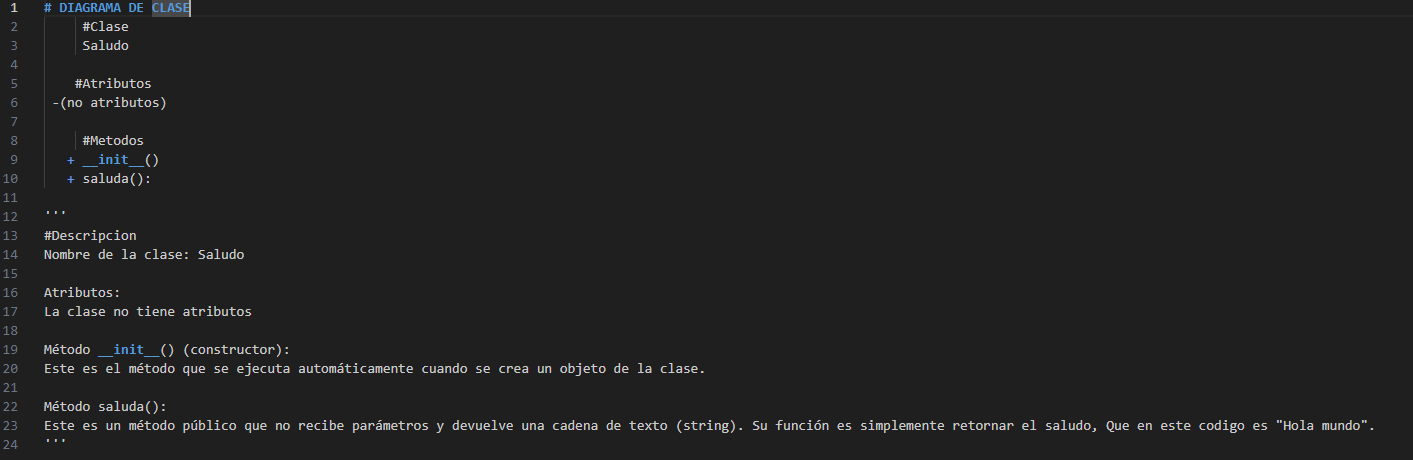 1 # DIAGRAMA DE CLASE
2 #Clase
3 Saludo
4
5 #Atributos
6 -(no atributos)
7
8 #Metodos
9 + __init__()
10 + saluda():
11
12 '''
13 #Descripcion
14 Nombre de la clase: Saludo
15
16 Atributos:
17 La clase no tiene atributos
18
19 Método __init__() (constructor):
20 Este es el método que se ejecuta automáticamente cuando se crea un objeto de la clase.
21
22 Método saluda():
23 Este es un método público que no recibe parámetros y devuelve una cadena de texto (string). Su función es simplemente retornar el saludo, Que en este codigo es "Hola mundo".
24 '''